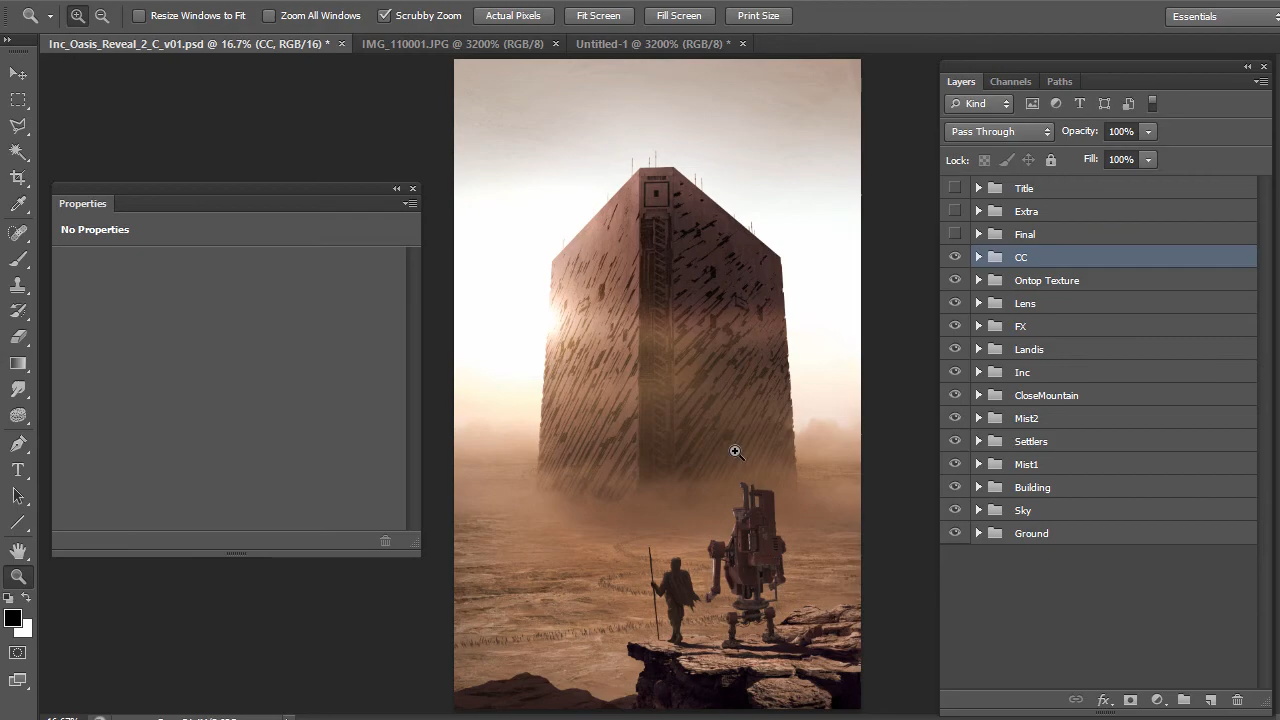 Resize Windows to Fit Zoom All Windows Scrubby Zoom Actual Pixels Fit Screen Fill Screen Print Size Essentials
Inc_Oasis_Reveal_2_C_v01.psd @ 16.7% (CC, RGB/16) * IMG_110001.JPG @ 3200% (RGB/8) Untitled-1 @ 3200% (RGB/8) *
Properties
No Properties
Layers Channels Paths
Kind
Pass Through Opacity: 100%
Lock: Fill: 100%
Title
Extra
Final
CC
Ontop Texture
Lens
FX
Landis
Inc
CloseMountain
Mist2
Settlers
Mist1
Building
Sky
Ground